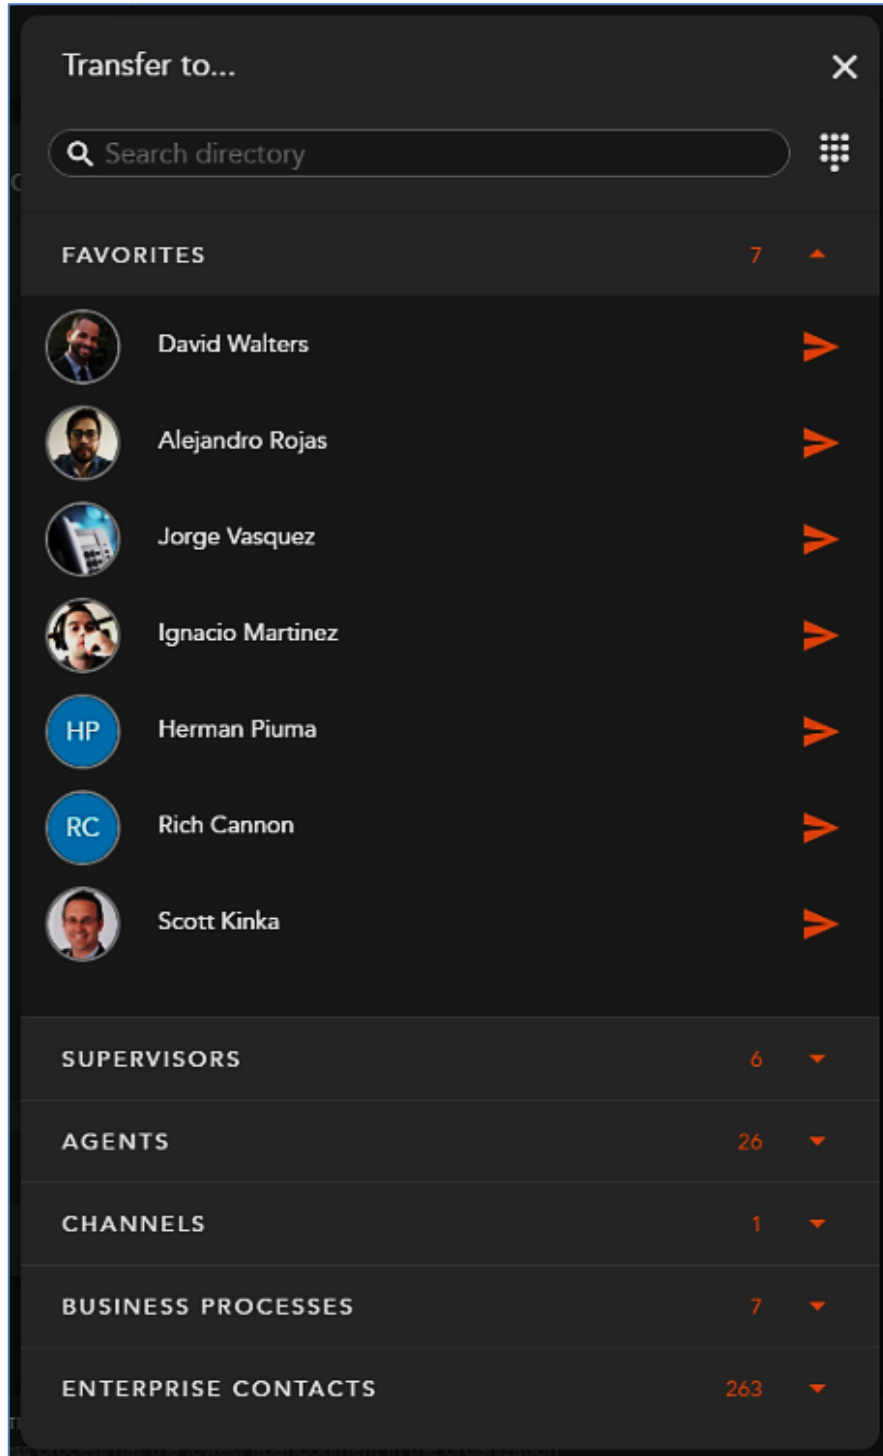 Transfer to...
Search directory
FAVORITES 7
David Walters
Alejandro Rojas
Jorge Vasquez
Ignacio Martinez
HP Herman Piuma
RC Rich Cannon
Scott Kinka
SUPERVISORS 6
AGENTS 26
CHANNELS 1
BUSINESS PROCESSES 7
ENTERPRISE CONTACTS 263